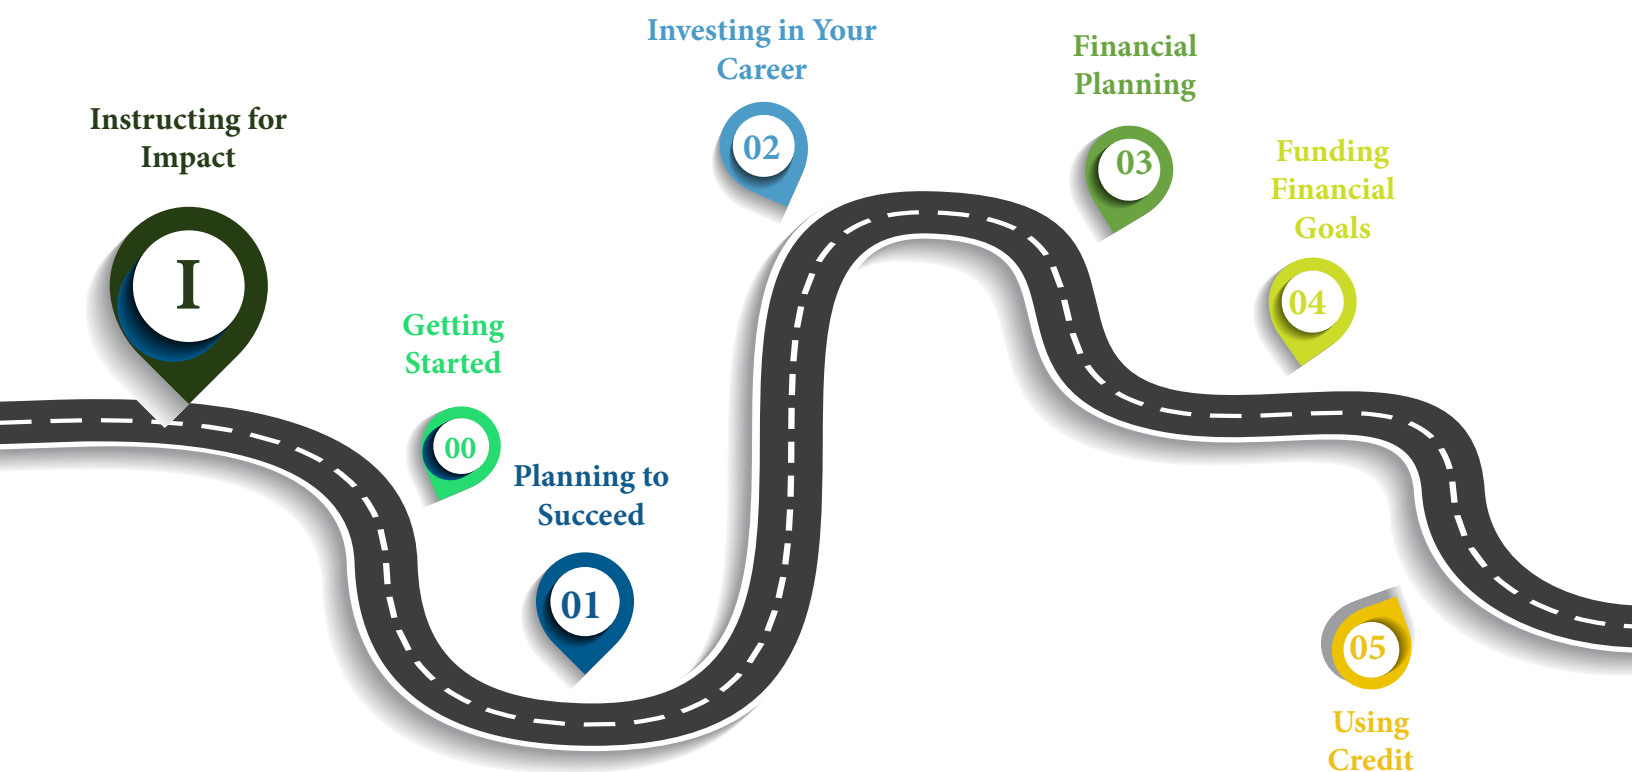 Instructing for
Impact
I
Getting
Started
00
Planning to
Succeed
01
Investing in Your
Career
02
Financial
Planning
03
Funding
Financial
Goals
04
05
Using
Credit